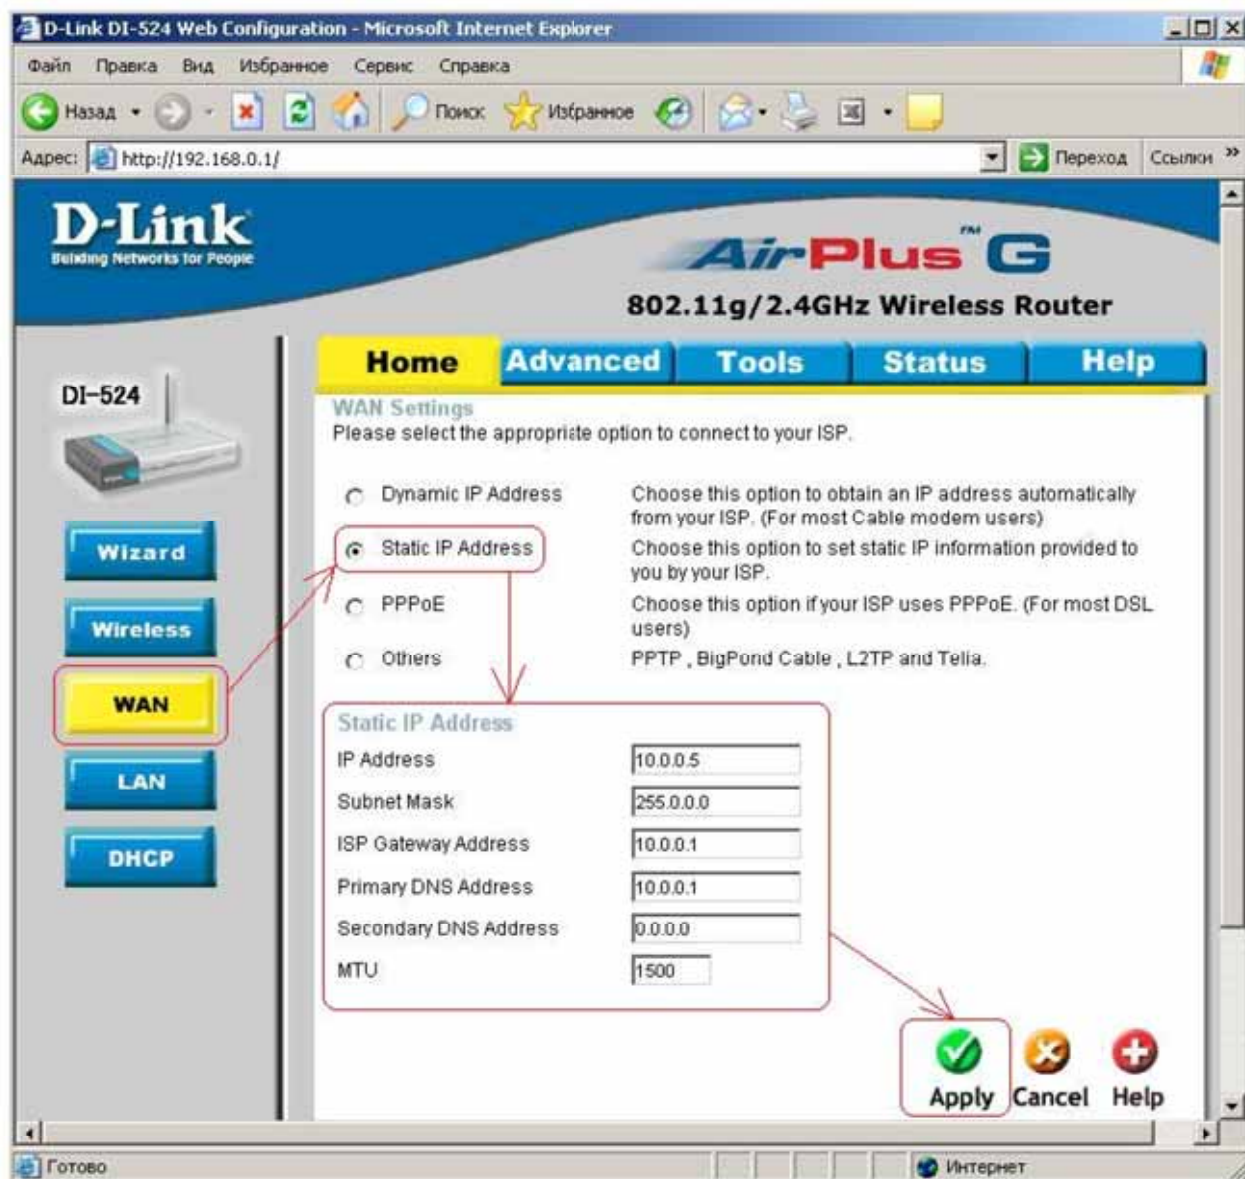 D-Link DI-524 Web Configuration - Microsoft Internet Explorer
Файл Правка Вид Избранное Сервис Справка
Назад Поиск Избранное
Адрес: http://192.168.0.1/ Переход Ссылки »
D-Link
Building Networks for People
AirPlus G ™
802.11g/2.4GHz Wireless Router
DI-524
Home Advanced Tools Status Help
WAN Settings
Please select the appropriate option to connect to your ISP.
Dynamic IP Address Choose this option to obtain an IP address automatically
from your ISP. (For most Cable modem users)
Static IP Address Choose this option to set static IP information provided to
you by your ISP.
PPPoE Choose this option if your ISP uses PPPoE. (For most DSL
users)
Others PPTP , BigPond Cable , L2TP and Telia.
Wizard
Wireless
WAN
LAN
DHCP
Static IP Address
IP Address 10.0.0.5
Subnet Mask 255.0.0.0
ISP Gateway Address 10.0.0.1
Primary DNS Address 10.0.0.1
Secondary DNS Address 0.0.0.0
MTU 1500
Apply Cancel Help
Готово Интернет